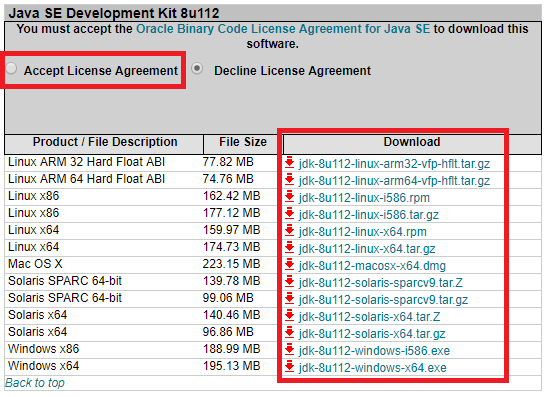 Java SE Development Kit 8u112
You must accept the Oracle Binary Code License Agreement for Java SE to download this
software.
Accept License Agreement Decline License Agreement
Product / File Description File Size Download
Linux ARM 32 Hard Float ABI 77.82 MB jdk-8u112-linux-arm32-vfp-hflt.tar.gz
Linux ARM 64 Hard Float ABI 74.76 MB jdk-8u112-linux-arm64-vfp-hflt.tar.gz
Linux x86 162.42 MB jdk-8u112-linux-i586.rpm
Linux x86 177.12 MB jdk-8u112-linux-i586.tar.gz
Linux x64 159.97 MB jdk-8u112-linux-x64.rpm
Linux x64 174.73 MB jdk-8u112-linux-x64.tar.gz
Mac OS X 223.15 MB jdk-8u112-macosx-x64.dmg
Solaris SPARC 64-bit 139.78 MB jdk-8u112-solaris-sparcv9.tar.Z
Solaris SPARC 64-bit 99.06 MB jdk-8u112-solaris-sparcv9.tar.gz
Solaris x64 140.46 MB jdk-8u112-solaris-x64.tar.Z
Solaris x64 96.86 MB jdk-8u112-solaris-x64.tar.gz
Windows x86 188.99 MB jdk-8u112-windows-i586.exe
Windows x64 195.13 MB jdk-8u112-windows-x64.exe
Back to top